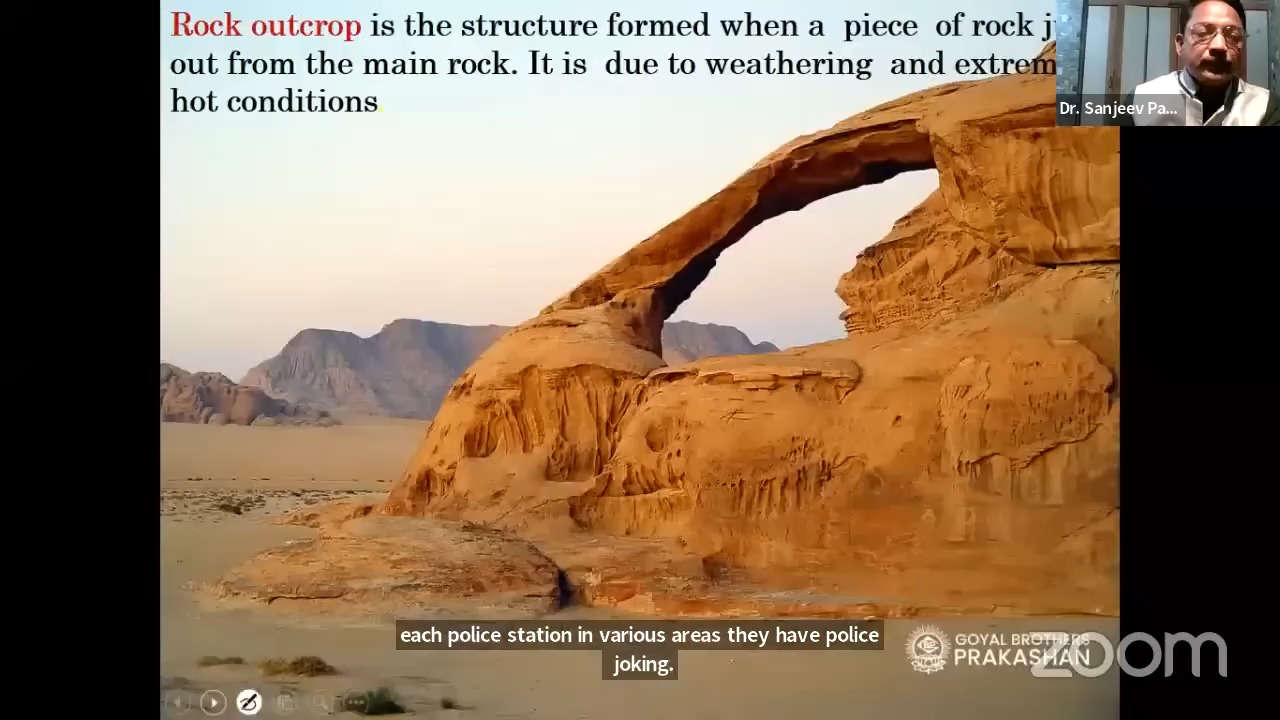 Rock outcrop is the structure formed when a piece of rock
out from the main rock. It is due to weathering and
hot conditions.
Dr. Sanjeev Pa...
each police station in various areas they have police
joking.
GOYAL BROTHERS
PRAKASHAN
zoom